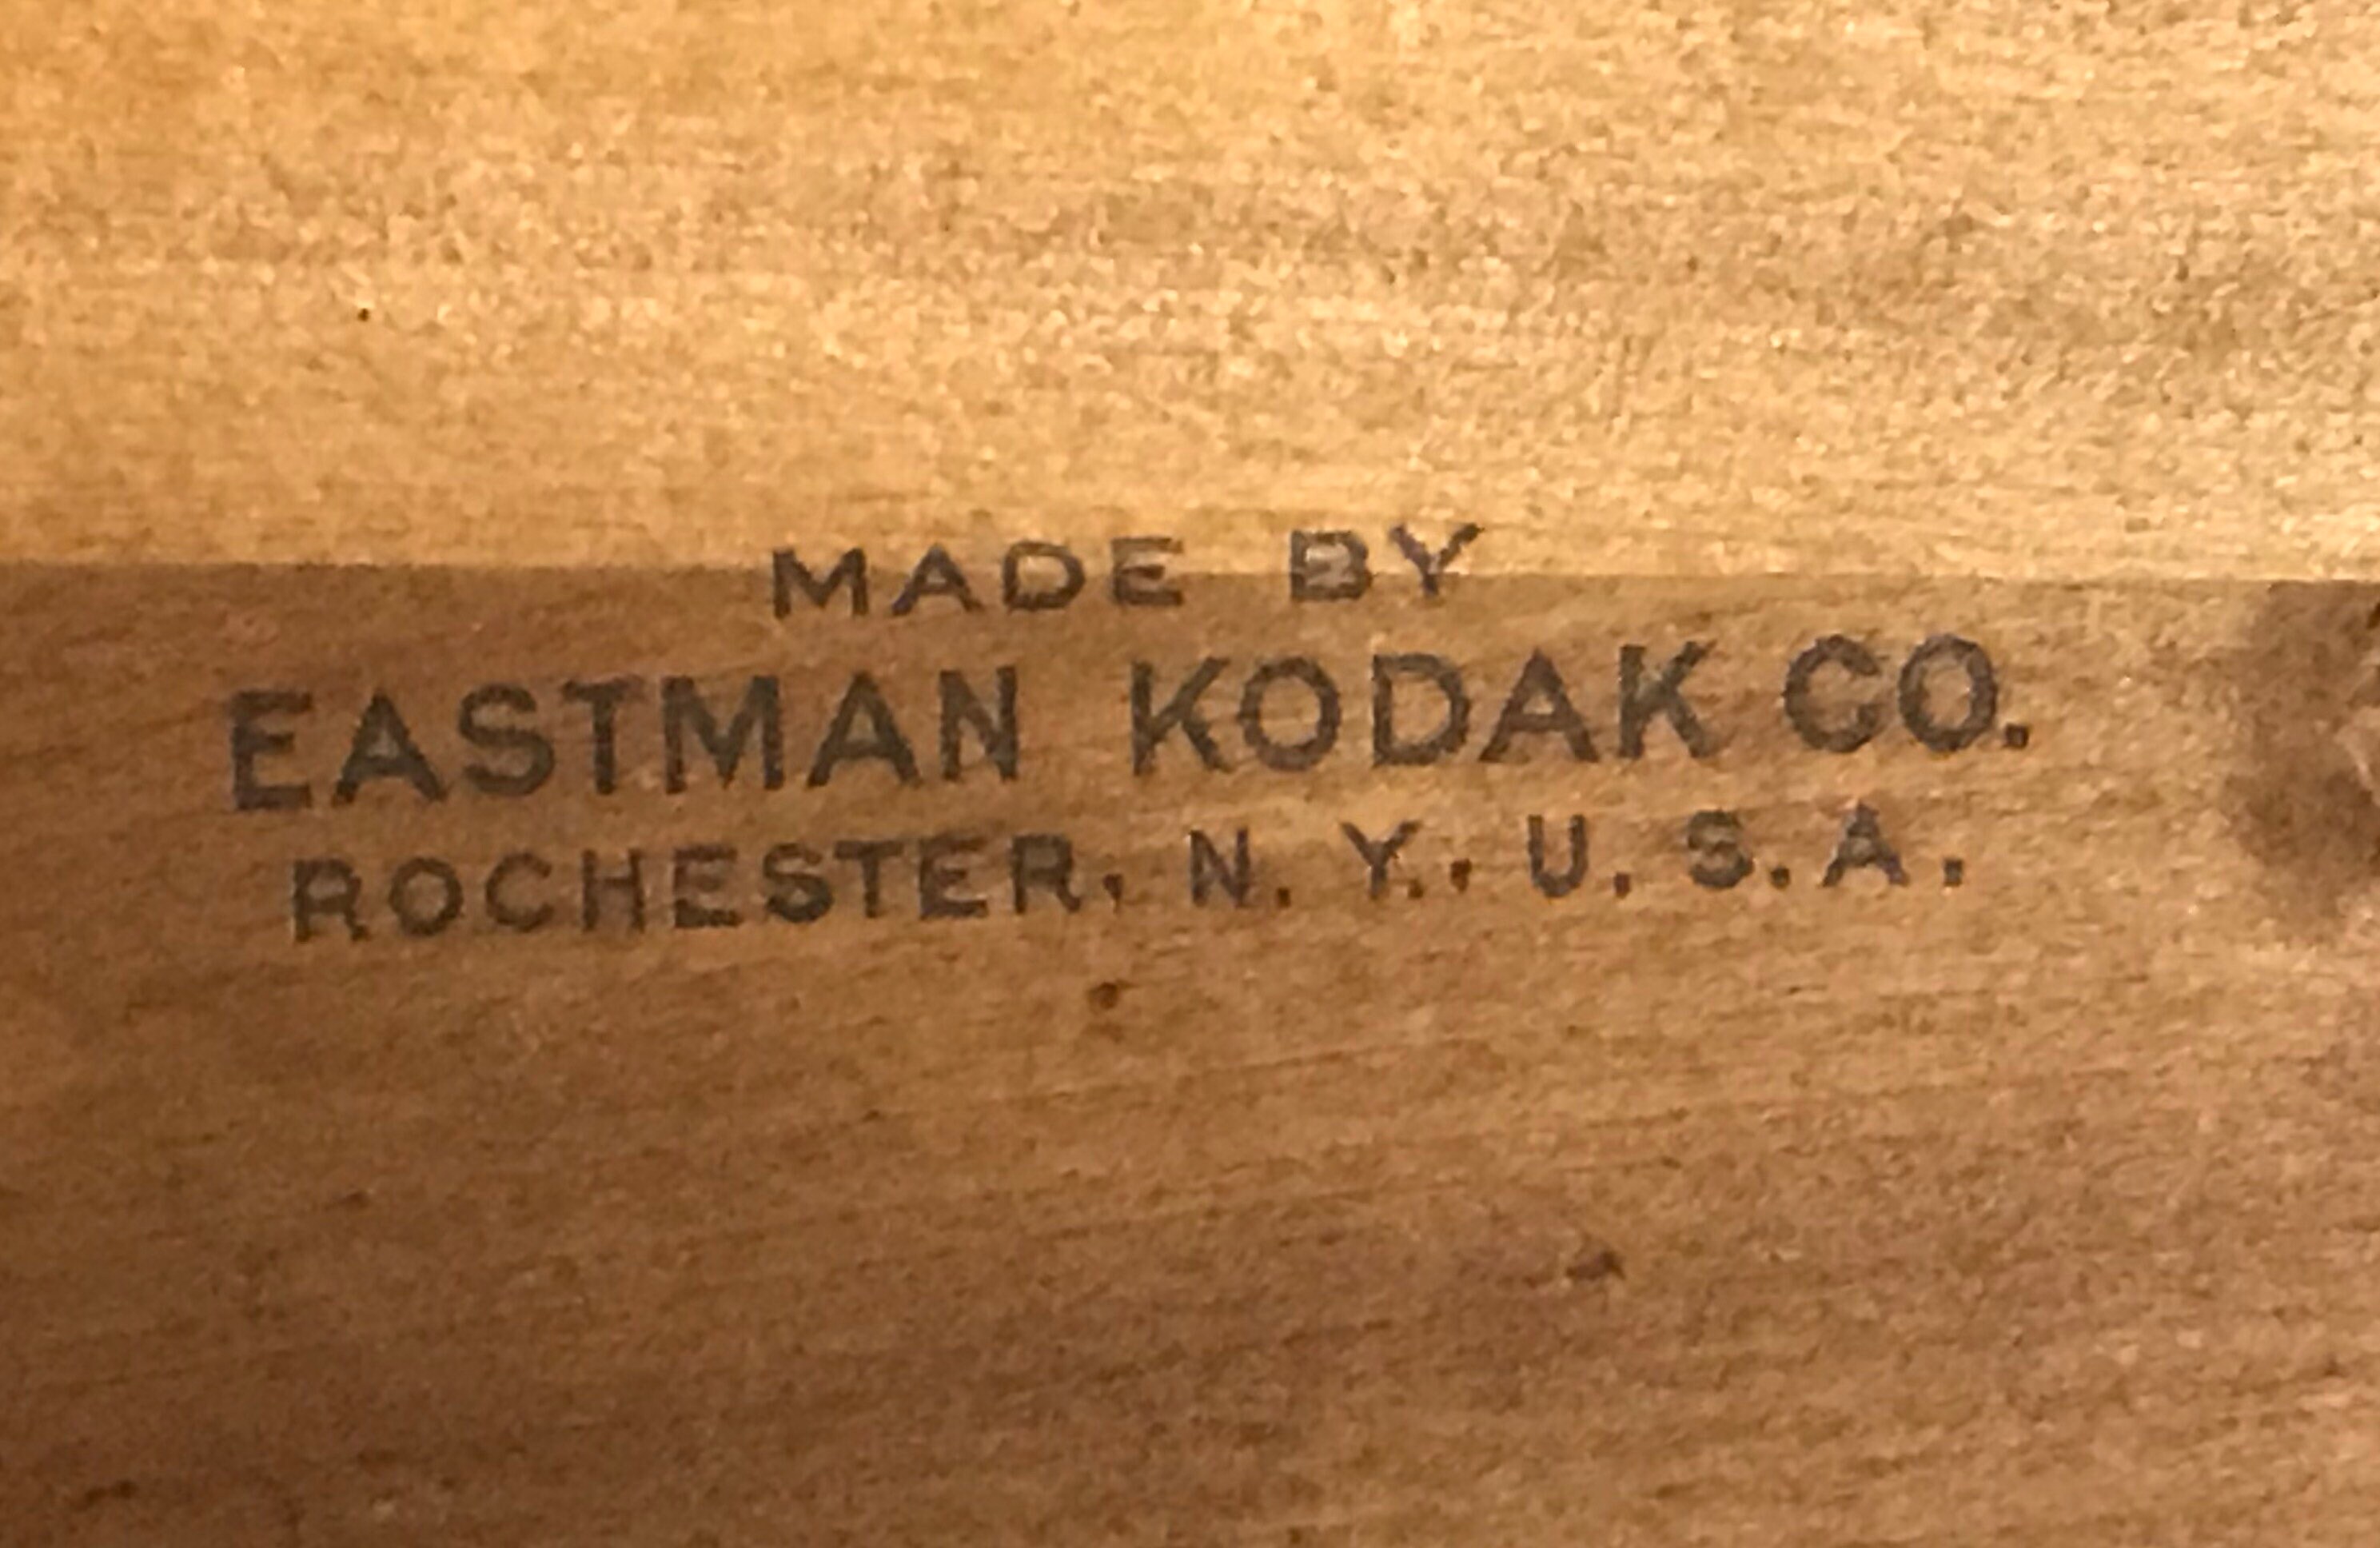 MADE BY
EASTMAN KODAK CO.
ROCHESTER, N. Y., U. S. A.